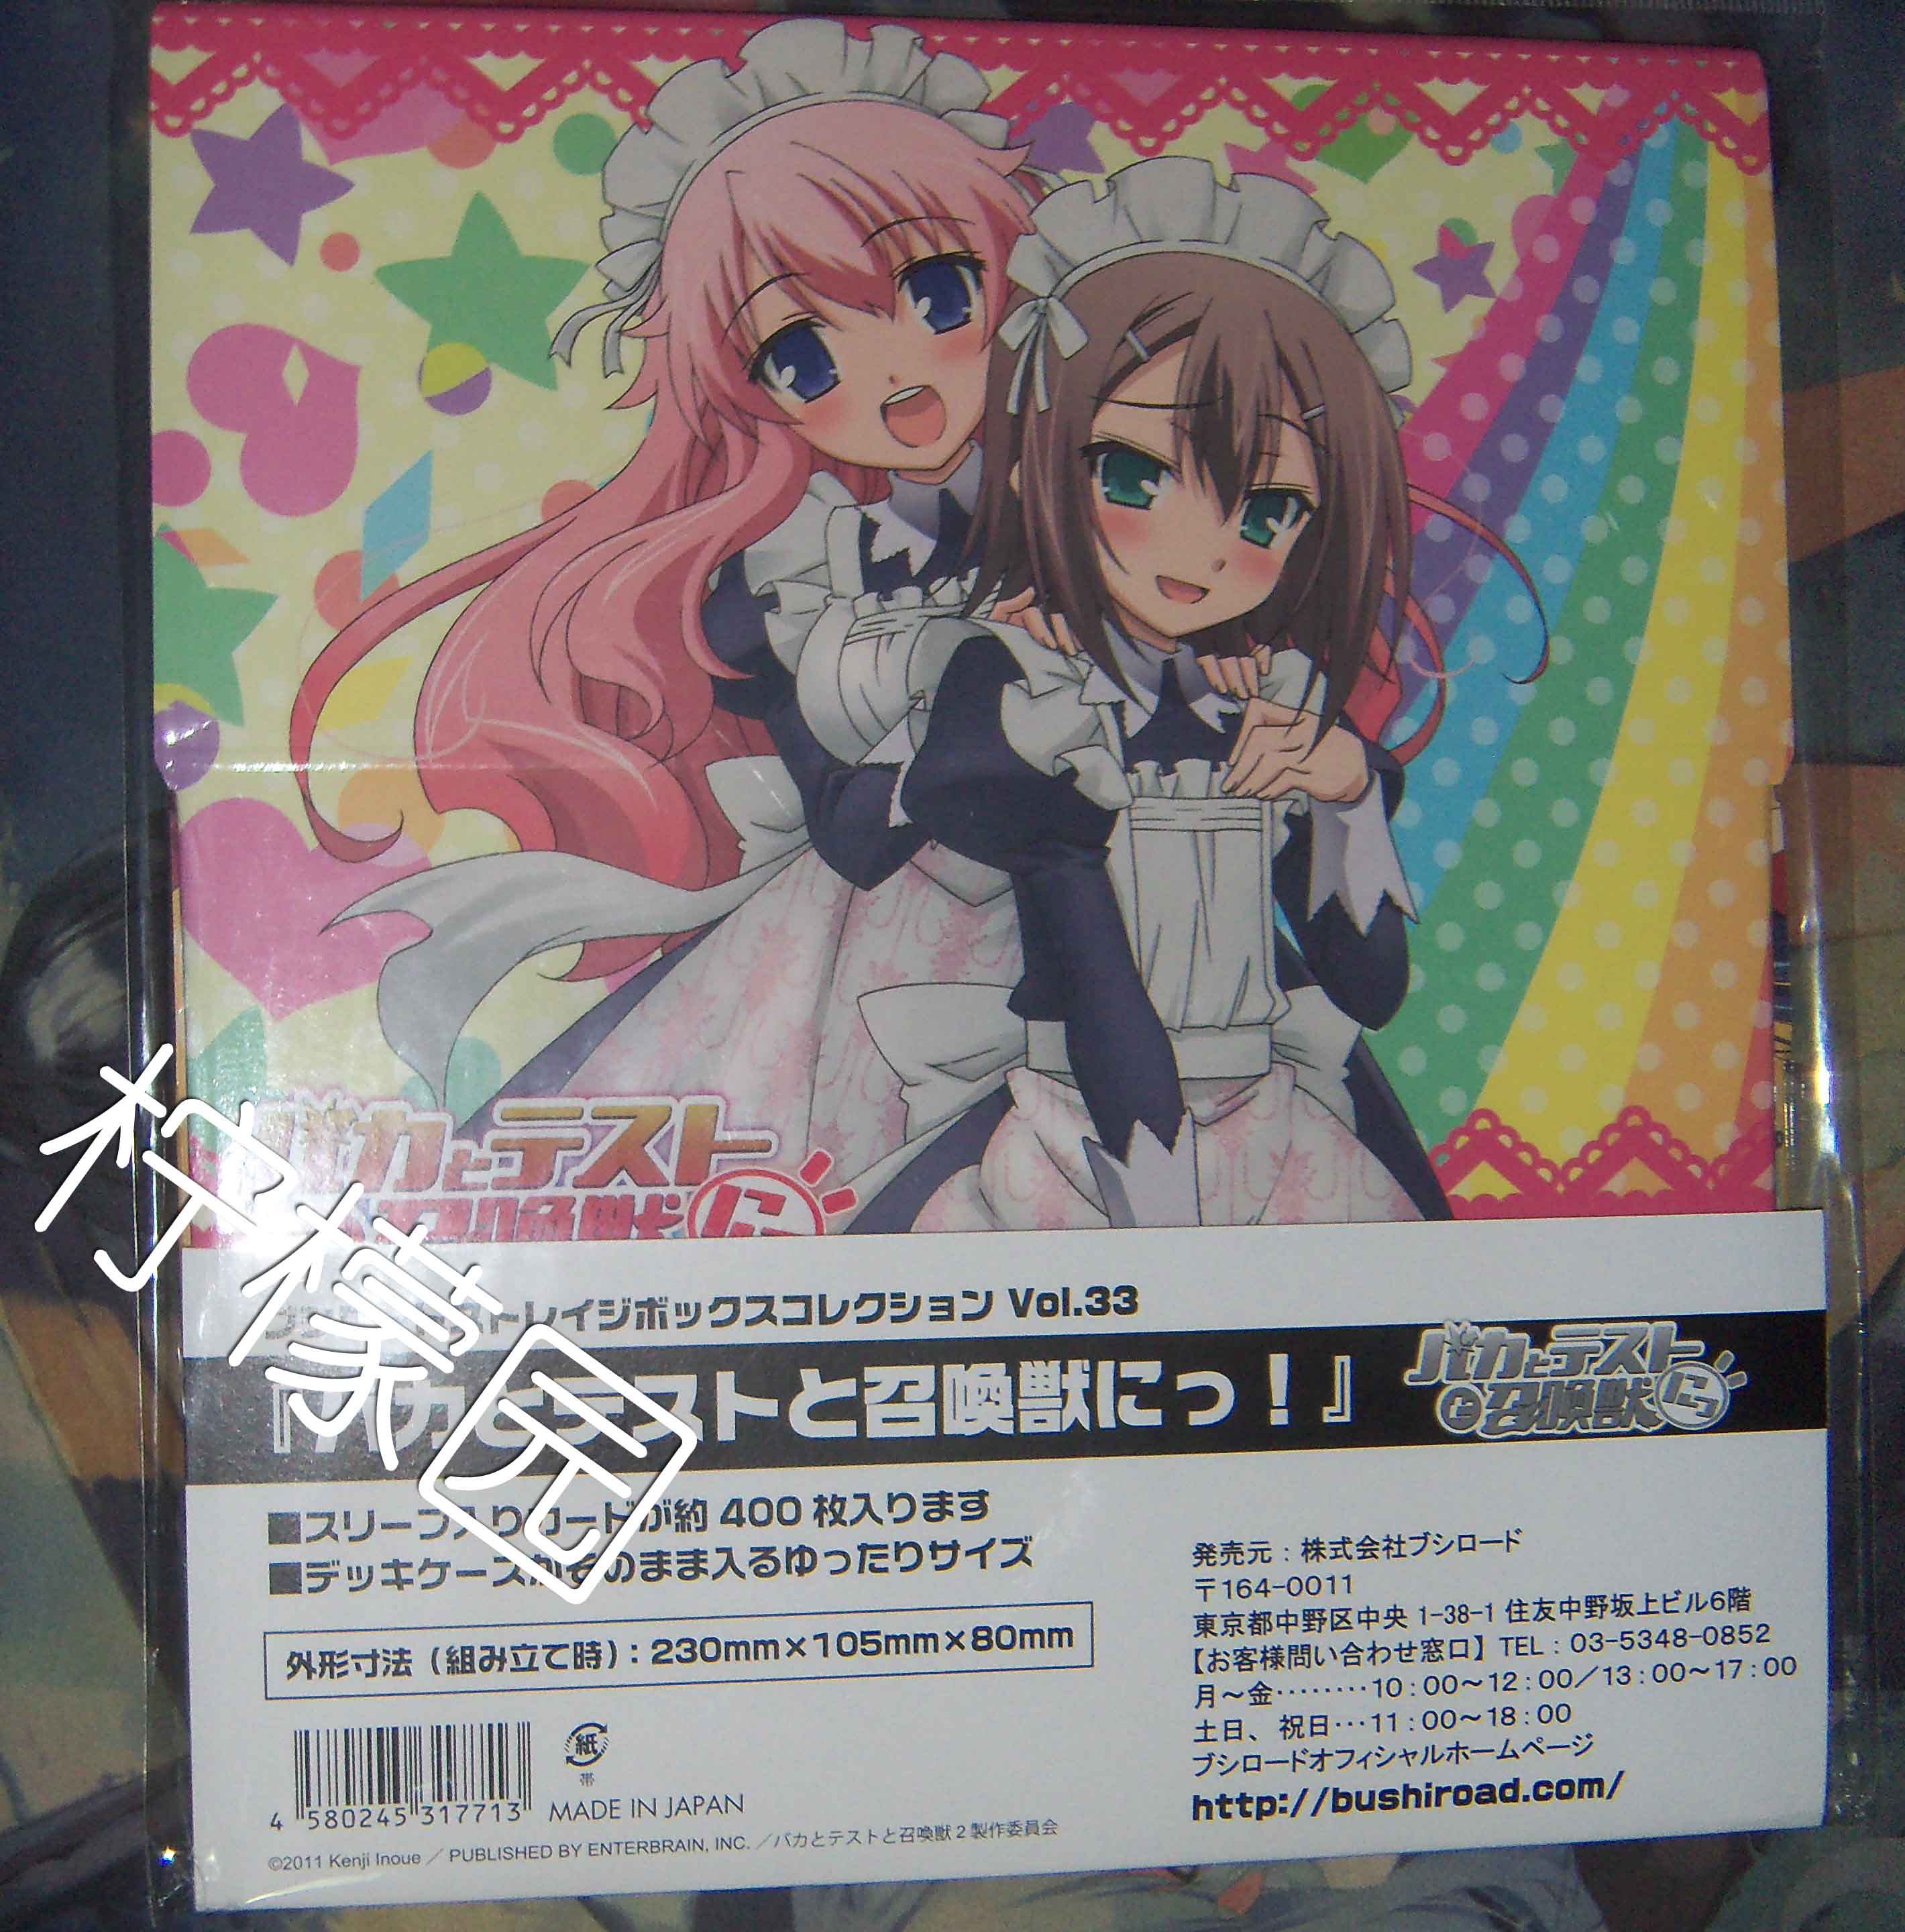 バカとテスト
柠檬园
ストレイジボックスコレクション Vol.33
『バカとテストと召喚獣にっ！』
バカとテスト
と召喚獣にっ
■スリーブ入りカードが約 400 枚入ります
■デッキケースがそのまま入るゆったりサイズ
外形寸法（組み立て時）：230mm×105mm×80mm
発売元：株式会社ブシロード
〒164-0011
東京都中野区中央 1-38-1 住友中野坂上ビル6階
【お客様問い合わせ窓口】TEL：03-5348-0852
月～金………10：00～12：00／13：00～17：00
土日、祝日…11：00～18：00
ブシロードオフィシャルホームページ
http://bushiroad.com/
紙
帯
4 580245 317713
MADE IN JAPAN
©2011 Kenji Inoue ／ PUBLISHED BY ENTERBRAIN, INC. ／バカとテストと召喚獣2製作委員会